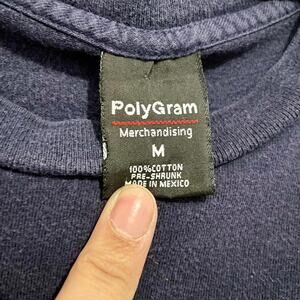 PolyGram
Merchandising
M
100%COTTON
PRE-SHRUNK
MADE IN MEXICO